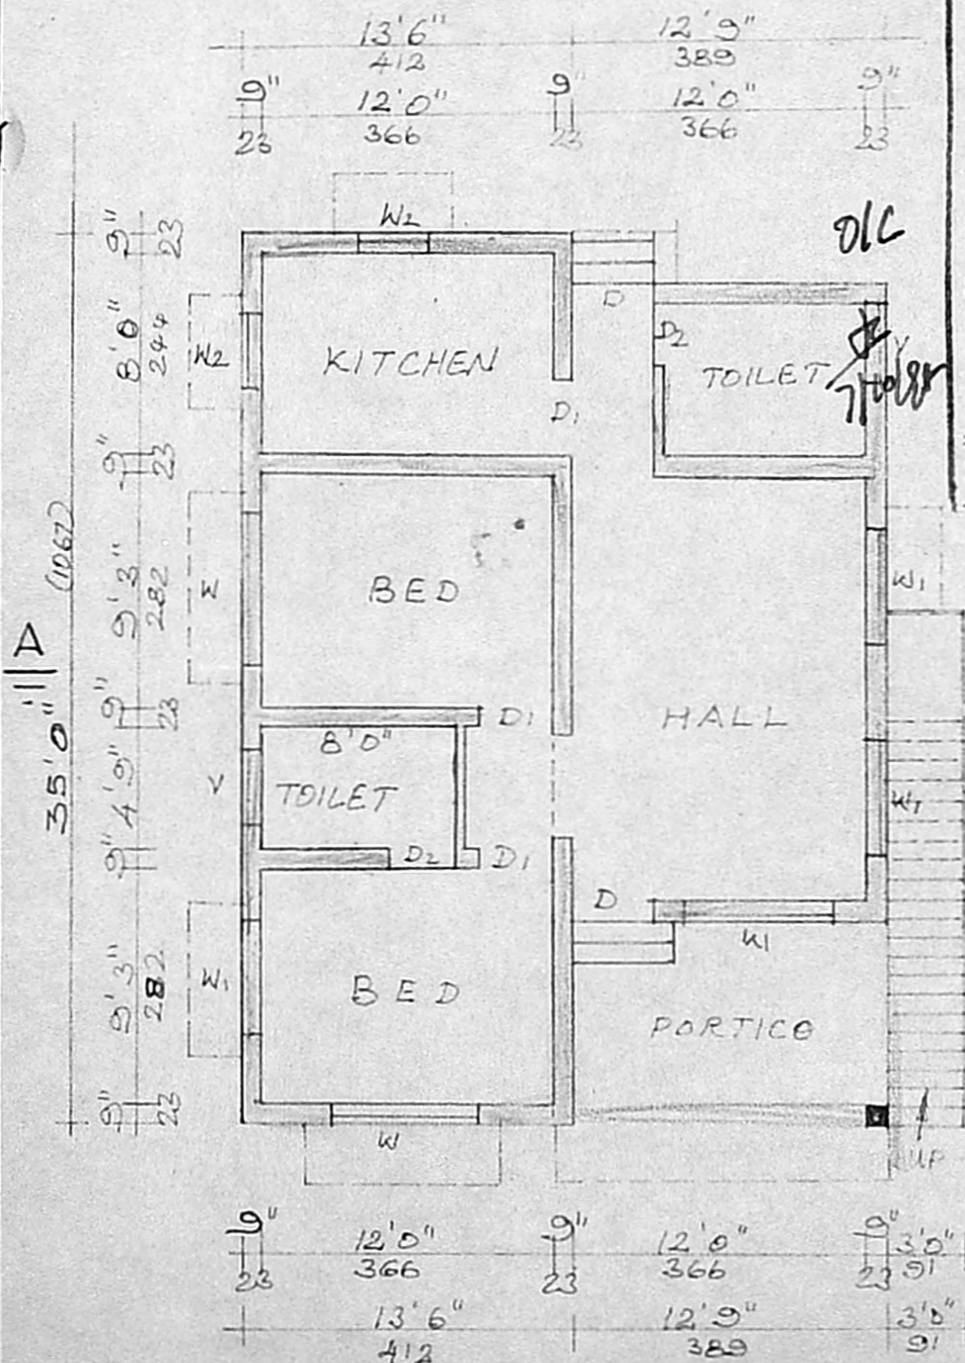 13'6" 12'9"
412 389
9" 12'0" 9" 12'0" 9"
23 366 23 366 23
W2
O/C
9" 23
D
D2
8'0" 244 W2 KITCHEN TOILET
D1
9" 23
35'0" (1067)
9'3" 282 W BED W1
A
9" 23 D1 HALL
8'0"
4'9" V TOILET W1
9" D2 D1
D
W1
9'3" 282 W1 BED
PORTICO
9" 23
W UP
9" 12'0" 9" 12'0" 9" 3'0"
23 366 23 366 23 91
13'6" 12'9" 3'0"
412 389 91